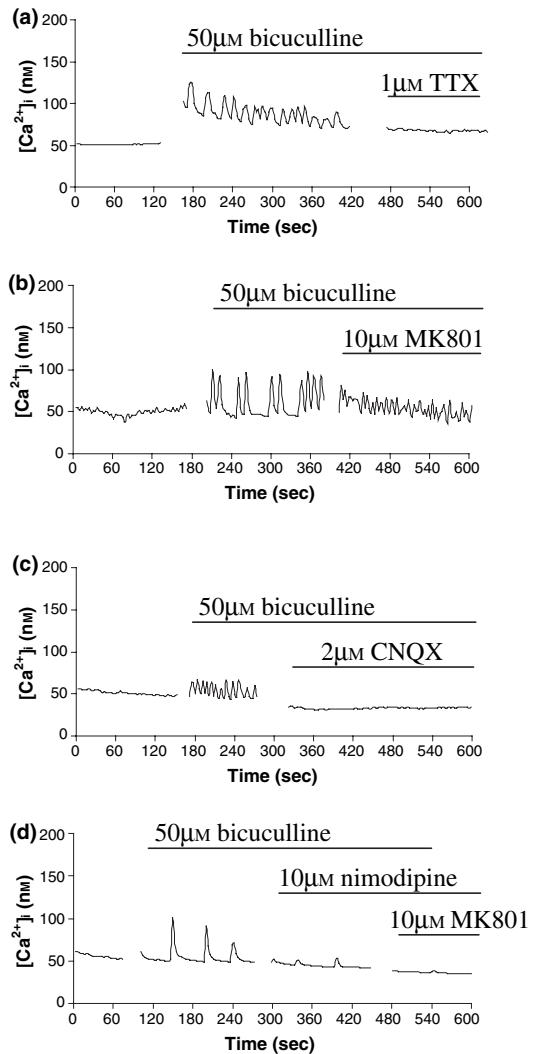 (a)
200
50µM bicuculline
150
1µM TTX
100
50
0
[Ca2+]i (nM)
0 60 120 180 240 300 360 420 480 540 600
Time (sec)
(b)
200
50µM bicuculline
150
10µM MK801
100
50
0
[Ca2+]i (nM)
0 60 120 180 240 300 360 420 480 540 600
Time (sec)
(c)
200
50µM bicuculline
150
2µM CNQX
100
50
0
[Ca2+]i (nM)
0 60 120 180 240 300 360 420 480 540 600
Time (sec)
(d)
200
50µM bicuculline
150
10µM nimodipine
100
10µM MK801
50
0
[Ca2+]i (nM)
0 60 120 180 240 300 360 420 480 540 600
Time (sec)